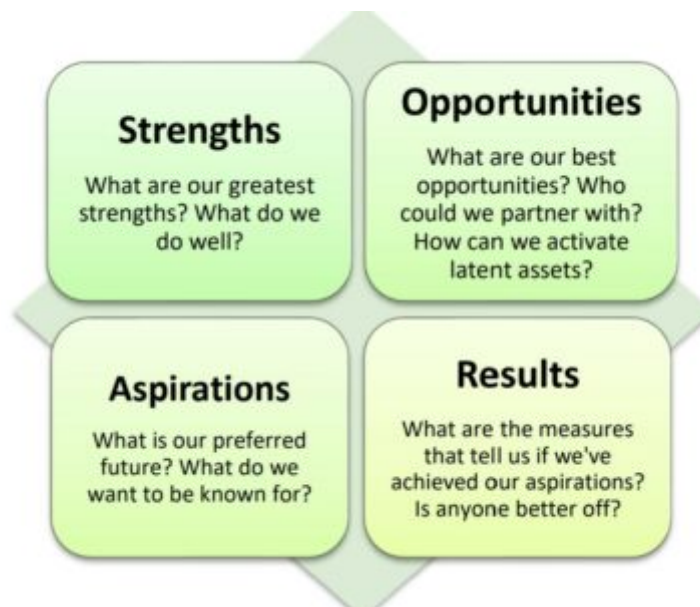 Strengths
What are our greatest
strengths? What do we
do well?
Opportunities
What are our best
opportunities? Who
could we partner with?
How can we activate
latent assets?
Aspirations
What is our preferred
future? What do we
want to be known for?
Results
What are the measures
that tell us if we've
achieved our aspirations?
Is anyone better off?